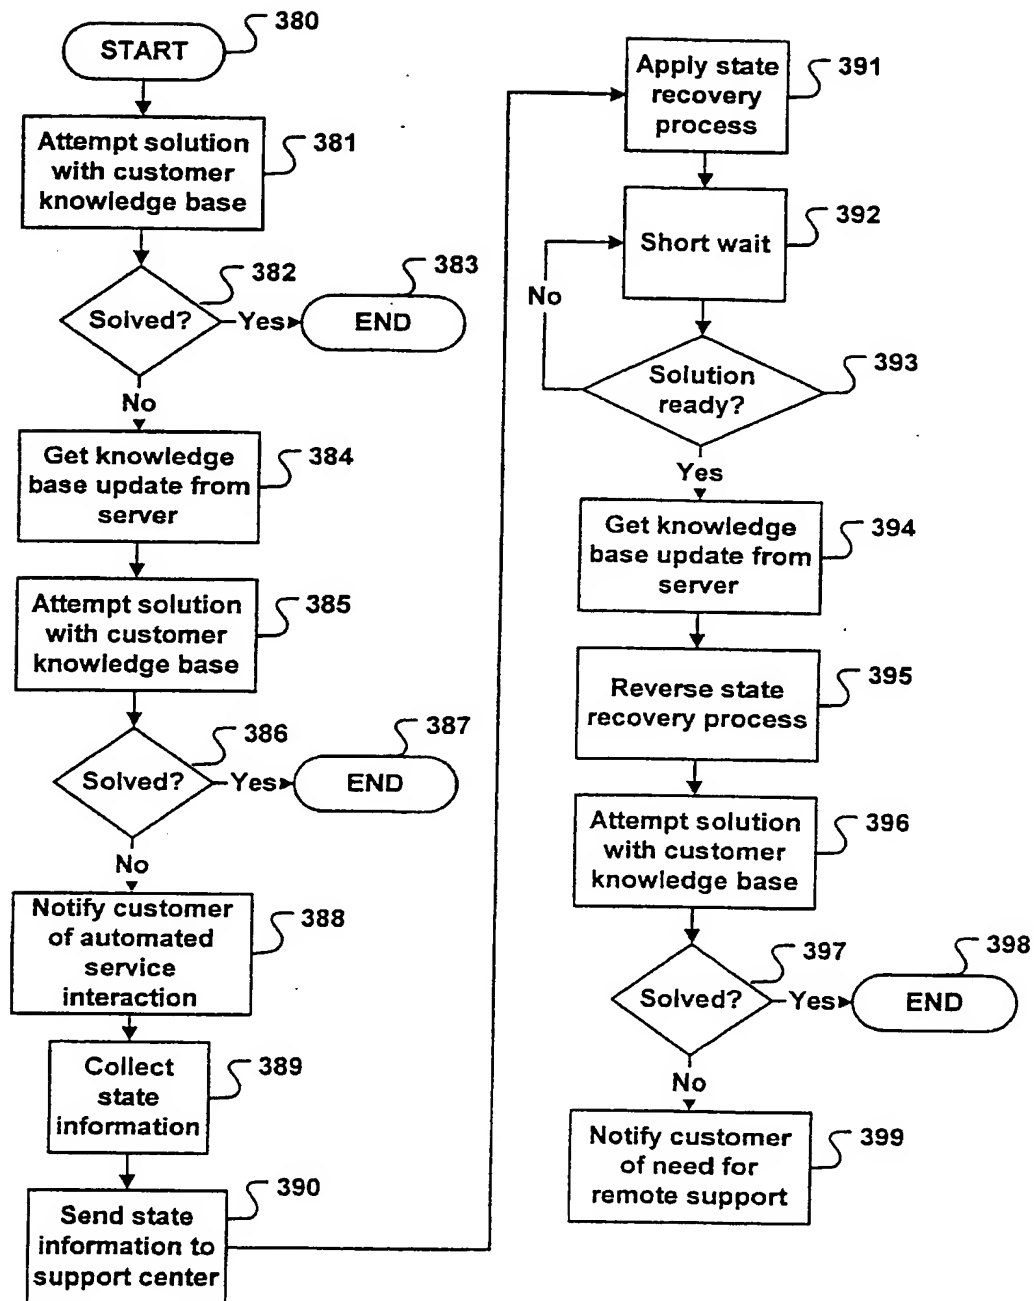 START
380
Attempt solution
with customer
knowledge base
381
Solved?
382
Yes
END
383
No
Get knowledge
base update from
server
384
Attempt solution
with customer
knowledge base
385
Solved?
386
Yes
END
387
No
Notify customer
of automated
service
interaction
388
Collect
state
information
389
Send state
information to
support center
390
Apply state
recovery
process
391
Short wait
392
No
Solution
ready?
393
Yes
Get knowledge
base update from
server
394
Reverse state
recovery process
395
Attempt solution
with customer
knowledge base
396
Solved?
397
Yes
END
398
No
Notify customer
of need for
remote support
399